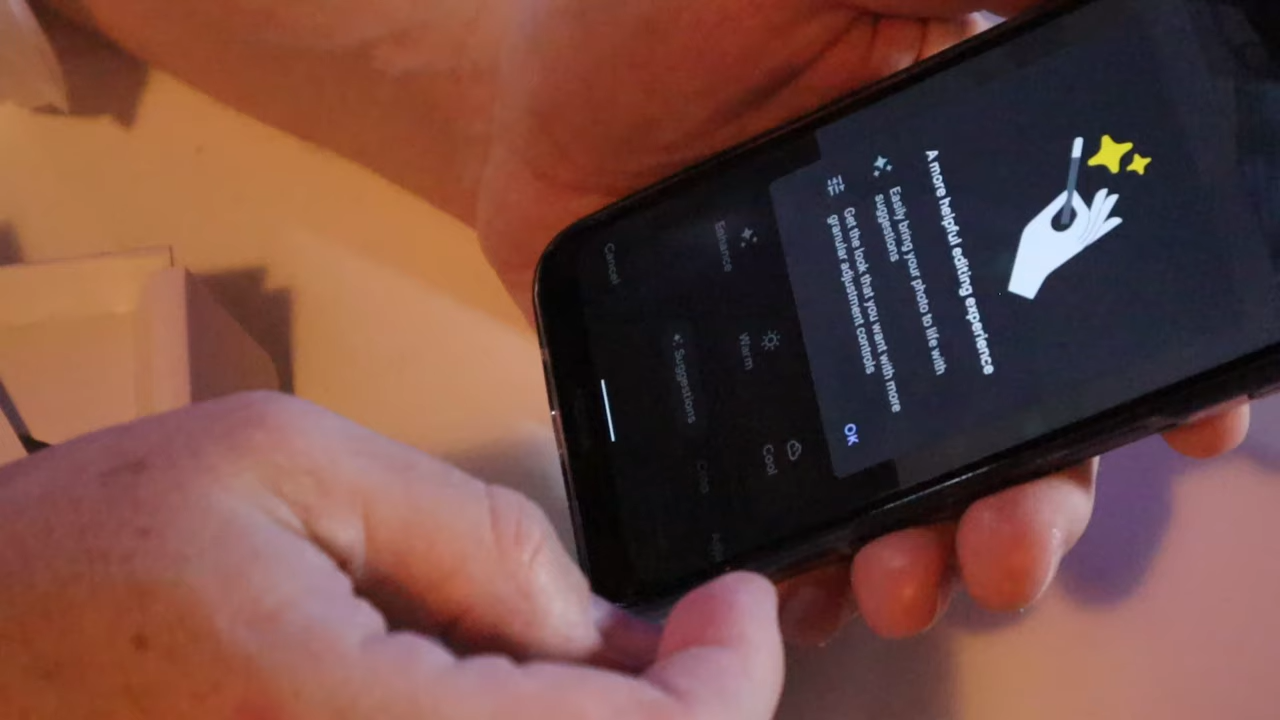 A more helpful editing experience
Easily bring your photo to life with
suggestions
Get the look that you want with more
granular adjustment controls
OK
Enhance
Warm
Cool
Suggestions
Crop
Cancel